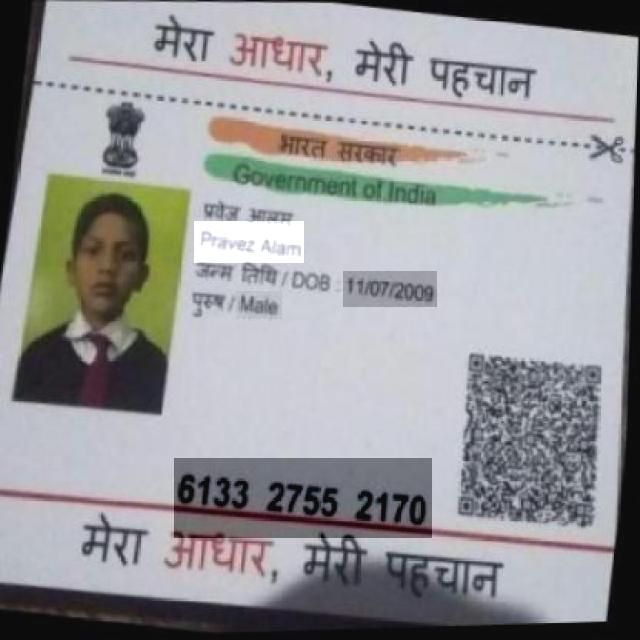 मेरा आधार, मेरी पहचान
भारत सरकार
Government of India
प्रवेज आलम
Pravez Alam
जन्म तिथि / DOB : 11/07/2009
पुरुष / Male
6133 2755 2170
मेरा आधार, मेरी पहचान